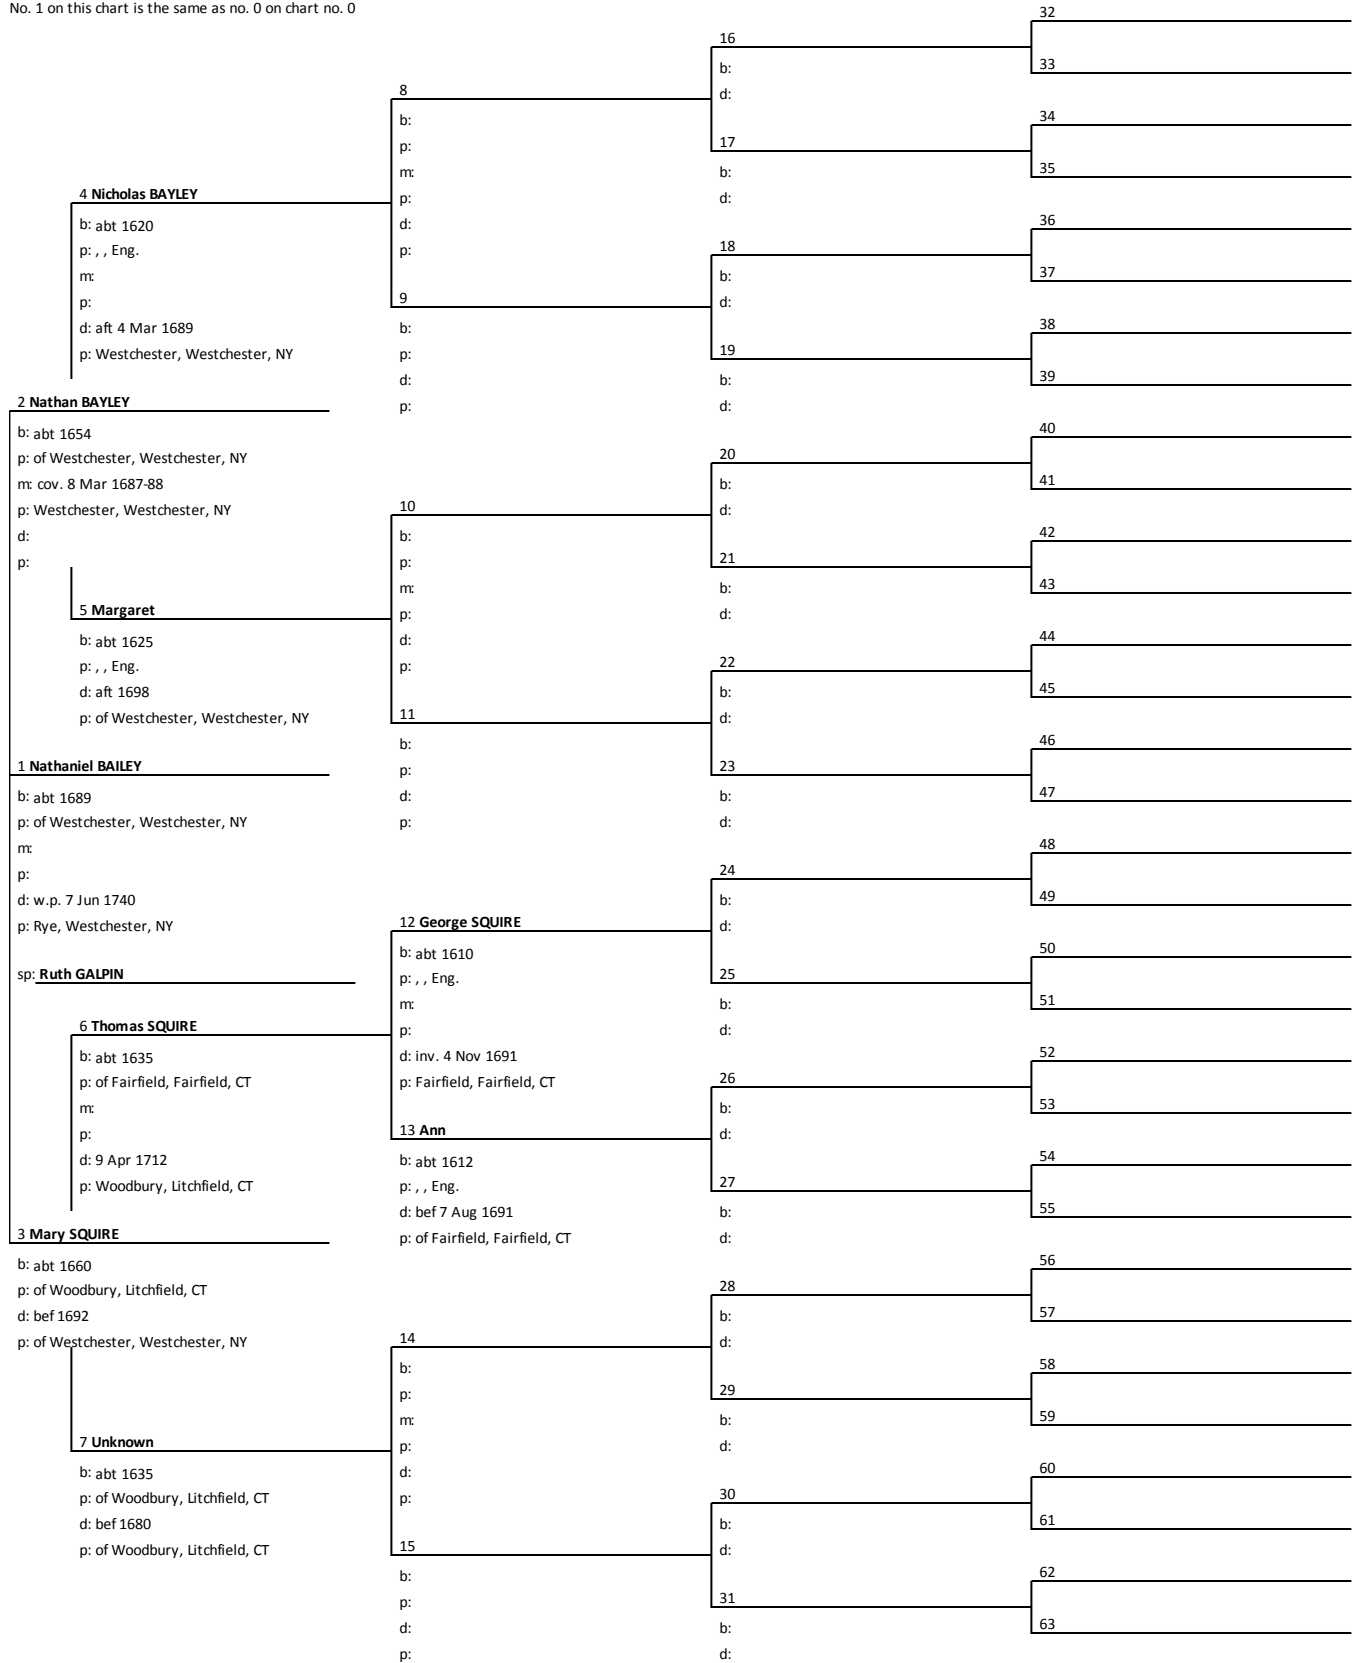 No. 1 on this chart is the same as no. 0 on chart no. 0
4 Nicholas BAYLEY
b: abt 1620
p: , , Eng.
m:
p:
d: aft 4 Mar 1689
p: Westchester, Westchester, NY
2 Nathan BAYLEY
b: abt 1654
p: of Westchester, Westchester, NY
m: cov. 8 Mar 1687-88
p: Westchester, Westchester, NY
d:
p:
5 Margaret
b: abt 1625
p: , , Eng.
d: aft 1698
p: of Westchester, Westchester, NY
1 Nathaniel BAILEY
b: abt 1689
p: of Westchester, Westchester, NY
m:
p:
d: w.p. 7 Jun 1740
p: Rye, Westchester, NY
sp: Ruth GALPIN
6 Thomas SQUIRE
b: abt 1635
p: of Fairfield, Fairfield, CT
m:
p:
d: 9 Apr 1712
p: Woodbury, Litchfield, CT
3 Mary SQUIRE
b: abt 1660
p: of Woodbury, Litchfield, CT
d: bef 1692
p: of Westchester, Westchester, NY
7 Unknown
b: abt 1635
p: of Woodbury, Litchfield, CT
d: bef 1680
p: of Woodbury, Litchfield, CT
8
b:
p:
m:
p:
d:
p:
9
b:
p:
d:
p:
10
b:
p:
m:
p:
d:
p:
11
b:
p:
d:
p:
12 George SQUIRE
b: abt 1610
p: , , Eng.
m:
p:
d: inv. 4 Nov 1691
p: Fairfield, Fairfield, CT
13 Ann
b: abt 1612
p: , , Eng.
d: bef 7 Aug 1691
p: of Fairfield, Fairfield, CT
14
b:
p:
m:
p:
d:
p:
15
b:
p:
d:
p:
16
b:
d:
17
b:
d:
18
b:
d:
19
b:
d:
20
b:
d:
21
b:
d:
22
b:
d:
23
b:
d:
24
b:
d:
25
b:
d:
26
b:
d:
27
b:
d:
28
b:
d:
29
b:
d:
30
b:
d:
31
b:
d:
32
33
34
35
36
37
38
39
40
41
42
43
44
45
46
47
48
49
50
51
52
53
54
55
56
57
58
59
60
61
62
63